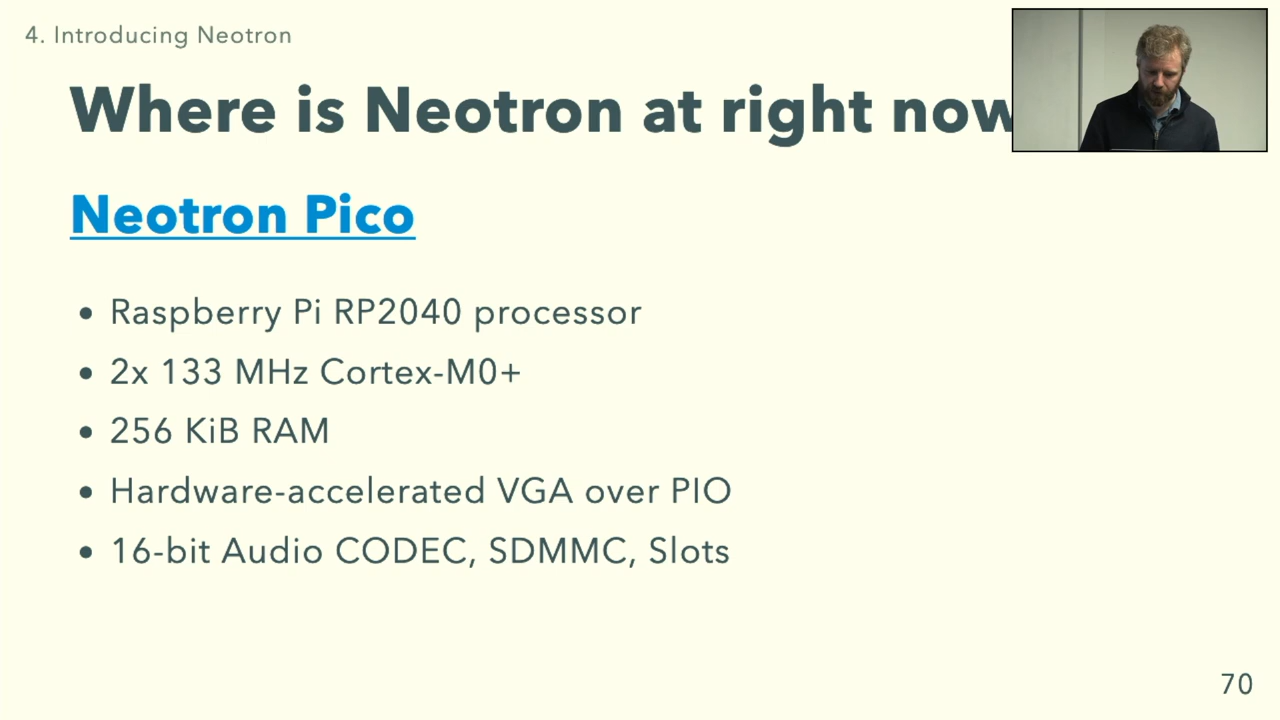 4. Introducing Neotron
Where is Neotron at right now
Neotron Pico
• Raspberry Pi RP2040 processor
• 2x 133 MHz Cortex-M0+
• 256 KiB RAM
• Hardware-accelerated VGA over PIO
• 16-bit Audio CODEC, SDMMC, Slots
70